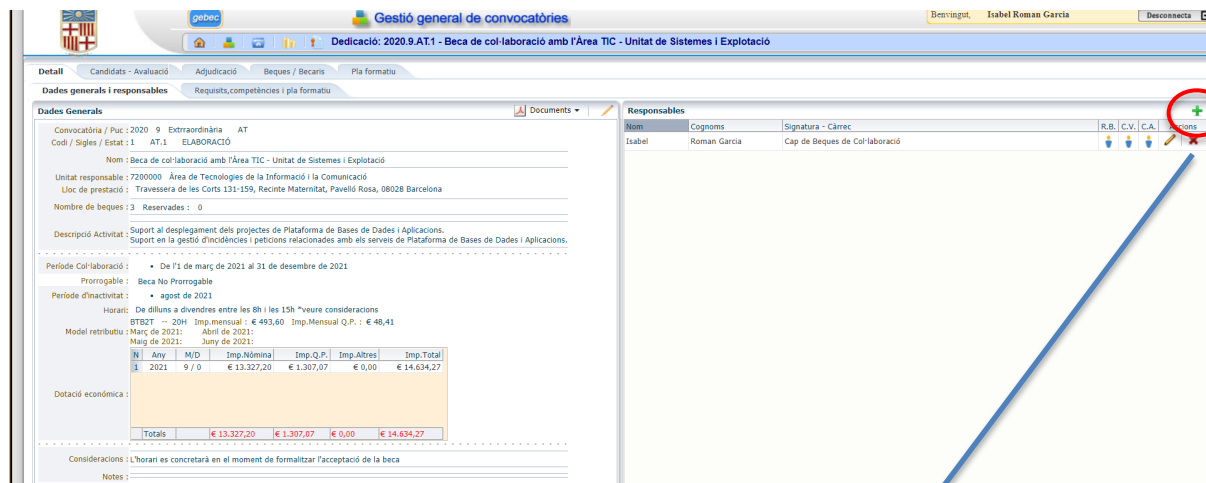 gebec
Gestió general de convocatòries
Benvingut, Isabel Roman Garcia
Desconnecta
Dedicació: 2020.9.AT.1 - Beca de col·laboració amb l'Àrea TIC - Unitat de Sistemes i Explotació
Detall Candidats - Avaluació Adjudicació Beques / Becaris Pla formatiu
Dades generals i responsables Requisits,competències i pla formatiu
Dades Generals Documents
Convocatòria / Puc : 2020 9 Extrraordinària AT
Codi / Sigles / Estat : 1 AT.1 ELABORACIÓ
Nom : Beca de col·laboració amb l'Àrea TIC - Unitat de Sistemes i Explotació
Unitat responsable : 7200000 Àrea de Tecnologies de la Informació i la Comunicació
Lloc de prestació : Travessera de les Corts 131-159, Recinte Maternitat, Pavelló Rosa, 08028 Barcelona
Nombre de beques : 3 Reservades : 0
Descripció Activitat : Suport al desplegament dels projectes de Plataforma de Bases de Dades i Aplicacions.
Suport en la gestió d'incidències i peticions relacionades amb els serveis de Plataforma de Bases de Dades i Aplicacions.
Període Col·laboració : • De l'1 de març de 2021 al 31 de desembre de 2021
Prorrogable : Beca No Prorrogable
Període d'inactivitat : • agost de 2021
Horari: De dilluns a divendres entre les 8h i les 15h *veure consideracions
BTB2T -- 20H Imp.mensual : € 493,60 Imp.Mensual Q.P. : € 48,41
Model retributiu : Març de 2021: Abril de 2021:
Maig de 2021: Juny de 2021:
N Any M/D Imp.Nómina Imp.Q.P. Imp.Altres Imp.Total
1 2021 9 / 0 € 13.327,20 € 1.307,07 € 0,00 € 14.634,27
Dotació económica :
Totals € 13.327,20 € 1.307,07 € 0,00 € 14.634,27
Consideracions : L'horari es concretarà en el moment de formalitzar l'acceptació de la beca
Notes :
Responsables
Nom Cognoms Signatura - Càrrec R.B. C.V. C.A. Accions
Isabel Roman Garcia Cap de Beques de Col·laboració